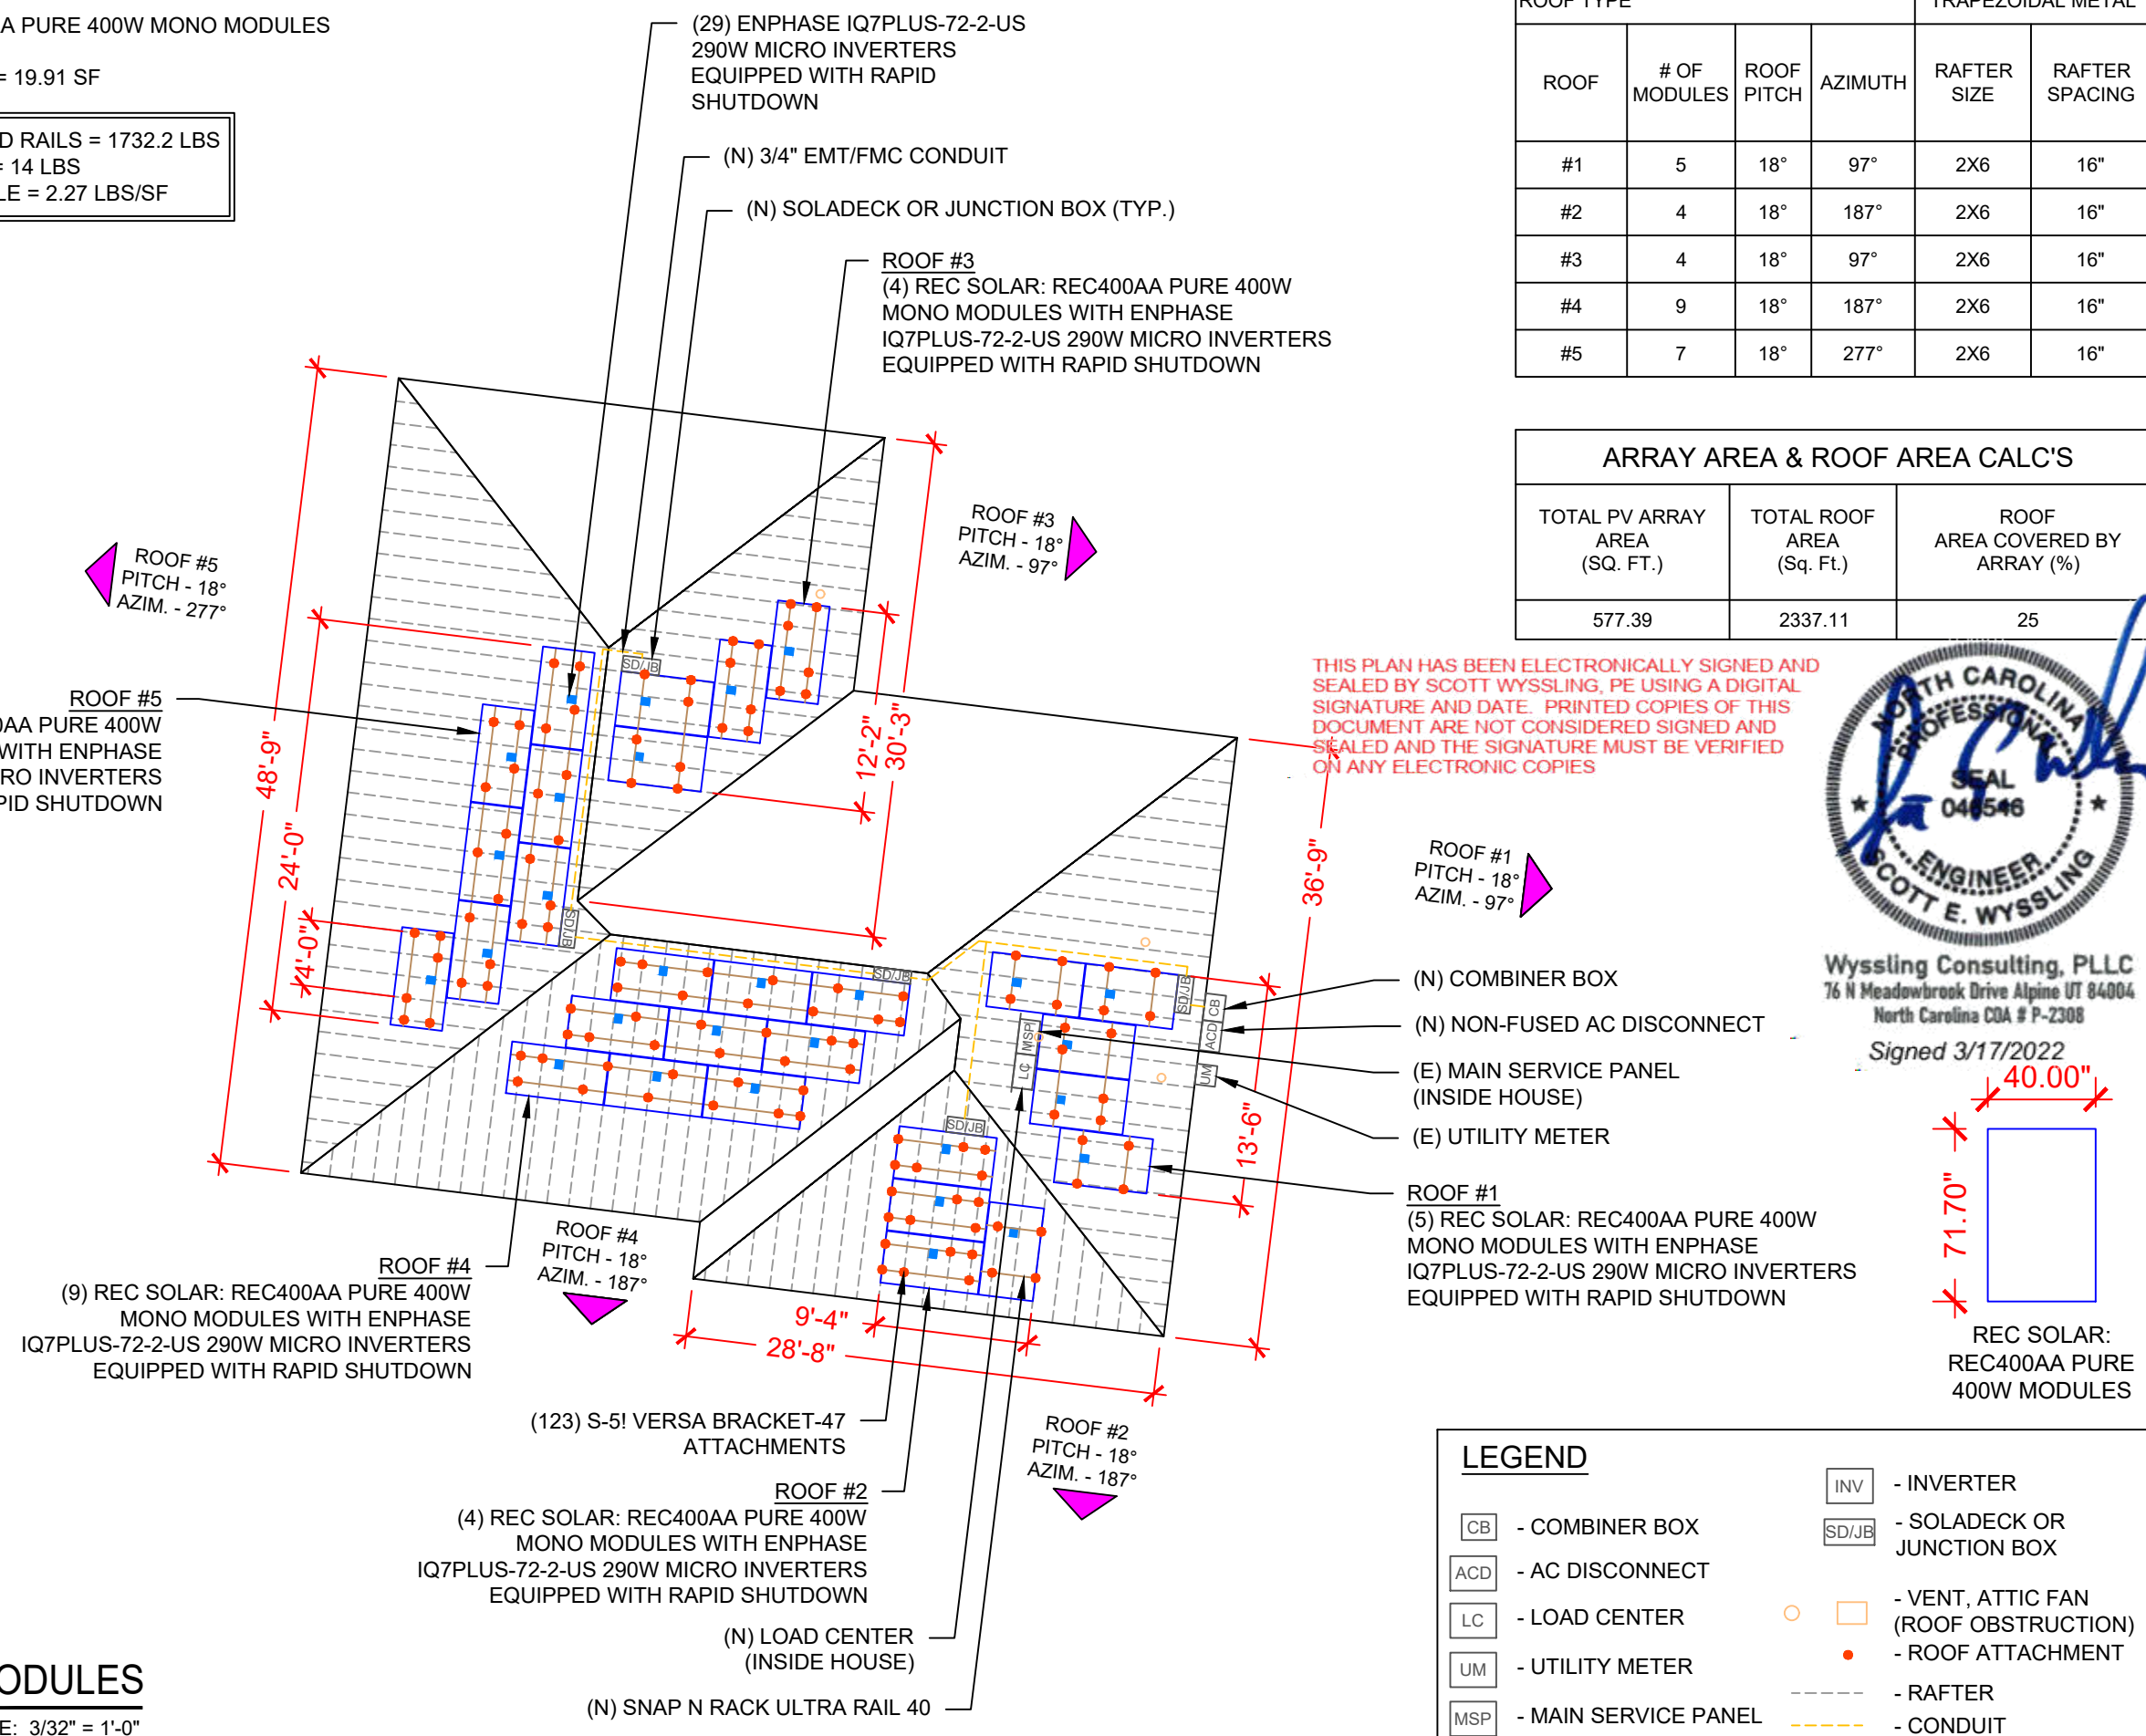 A PURE 400W MONO MODULES
= 19.91 SF
D RAILS = 1732.2 LBS
= 14 LBS
LE = 2.27 LBS/SF
(29) ENPHASE IQ7PLUS-72-2-US
290W MICRO INVERTERS
EQUIPPED WITH RAPID
SHUTDOWN
(N) 3/4" EMT/FMC CONDUIT
(N) SOLADECK OR JUNCTION BOX (TYP.)
ROOF #3
(4) REC SOLAR: REC400AA PURE 400W
MONO MODULES WITH ENPHASE
IQ7PLUS-72-2-US 290W MICRO INVERTERS
EQUIPPED WITH RAPID SHUTDOWN
ROOF TYPE TRAPEZOIDAL METAL
ROOF # OF MODULES ROOF PITCH AZIMUTH RAFTER SIZE RAFTER SPACING
#1 5 18° 97° 2X6 16"
#2 4 18° 187° 2X6 16"
#3 4 18° 97° 2X6 16"
#4 9 18° 187° 2X6 16"
#5 7 18° 277° 2X6 16"
ARRAY AREA & ROOF AREA CALC'S
TOTAL PV ARRAY AREA (SQ. FT.) TOTAL ROOF AREA (Sq. Ft.) ROOF AREA COVERED BY ARRAY (%)
577.39 2337.11 25
THIS PLAN HAS BEEN ELECTRONICALLY SIGNED AND
SEALED BY SCOTT WYSSLING, PE USING A DIGITAL
SIGNATURE AND DATE. PRINTED COPIES OF THIS
DOCUMENT ARE NOT CONSIDERED SIGNED AND
SEALED AND THE SIGNATURE MUST BE VERIFIED
ON ANY ELECTRONIC COPIES
NORTH CAROLINA
PROFESSIONAL
SEAL
046546
ENGINEER
SCOTT E. WYSSLING
Wyssling Consulting, PLLC
76 N Meadowbrook Drive Alpine UT 84004
North Carolina COA # P-2308
Signed 3/17/2022
40.00"
71.70"
REC SOLAR:
REC400AA PURE
400W MODULES
ROOF #5
PITCH - 18°
AZIM. - 277°
ROOF #3
PITCH - 18°
AZIM. - 97°
ROOF #5
0AA PURE 400W
WITH ENPHASE
CRO INVERTERS
APID SHUTDOWN
48'-9"
24'-0"
4'-0"
12'-2"
30'-3"
36'-9"
13'-6"
9'-4"
28'-8"
SD/JB
SD/JB
SD/JB
SD/JB
SD/JB
MSP
LC
CB
ACD
UM
ROOF #1
PITCH - 18°
AZIM. - 97°
(N) COMBINER BOX
(N) NON-FUSED AC DISCONNECT
(E) MAIN SERVICE PANEL
(INSIDE HOUSE)
(E) UTILITY METER
ROOF #1
(5) REC SOLAR: REC400AA PURE 400W
MONO MODULES WITH ENPHASE
IQ7PLUS-72-2-US 290W MICRO INVERTERS
EQUIPPED WITH RAPID SHUTDOWN
ROOF #4
PITCH - 18°
AZIM. - 187°
ROOF #4
(9) REC SOLAR: REC400AA PURE 400W
MONO MODULES WITH ENPHASE
IQ7PLUS-72-2-US 290W MICRO INVERTERS
EQUIPPED WITH RAPID SHUTDOWN
(123) S-5! VERSA BRACKET-47
ATTACHMENTS
ROOF #2
PITCH - 18°
AZIM. - 187°
ROOF #2
(4) REC SOLAR: REC400AA PURE 400W
MONO MODULES WITH ENPHASE
IQ7PLUS-72-2-US 290W MICRO INVERTERS
EQUIPPED WITH RAPID SHUTDOWN
(N) LOAD CENTER
(INSIDE HOUSE)
(N) SNAP N RACK ULTRA RAIL 40
ODULES
E: 3/32" = 1'-0"
LEGEND
CB - COMBINER BOX
ACD - AC DISCONNECT
LC - LOAD CENTER
UM - UTILITY METER
MSP - MAIN SERVICE PANEL
INV - INVERTER
SD/JB - SOLADECK OR
JUNCTION BOX
- VENT, ATTIC FAN
(ROOF OBSTRUCTION)
- ROOF ATTACHMENT
- RAFTER
- CONDUIT